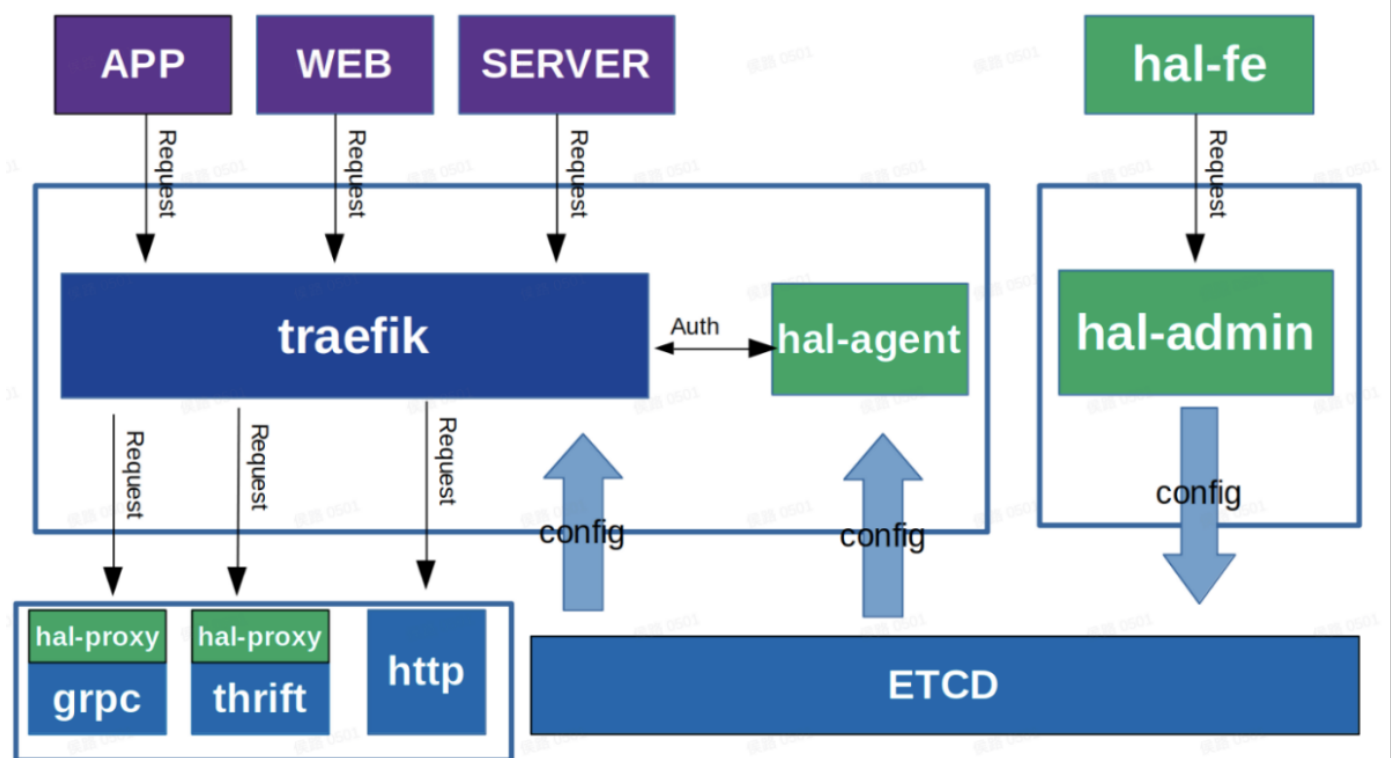 APP
WEB
SERVER
hal-fe
Request
Request
Request
Request
traefik
Auth
hal-agent
hal-admin
Request
Request
Request
config
config
config
hal-proxy
hal-proxy
grpc
thrift
http
ETCD